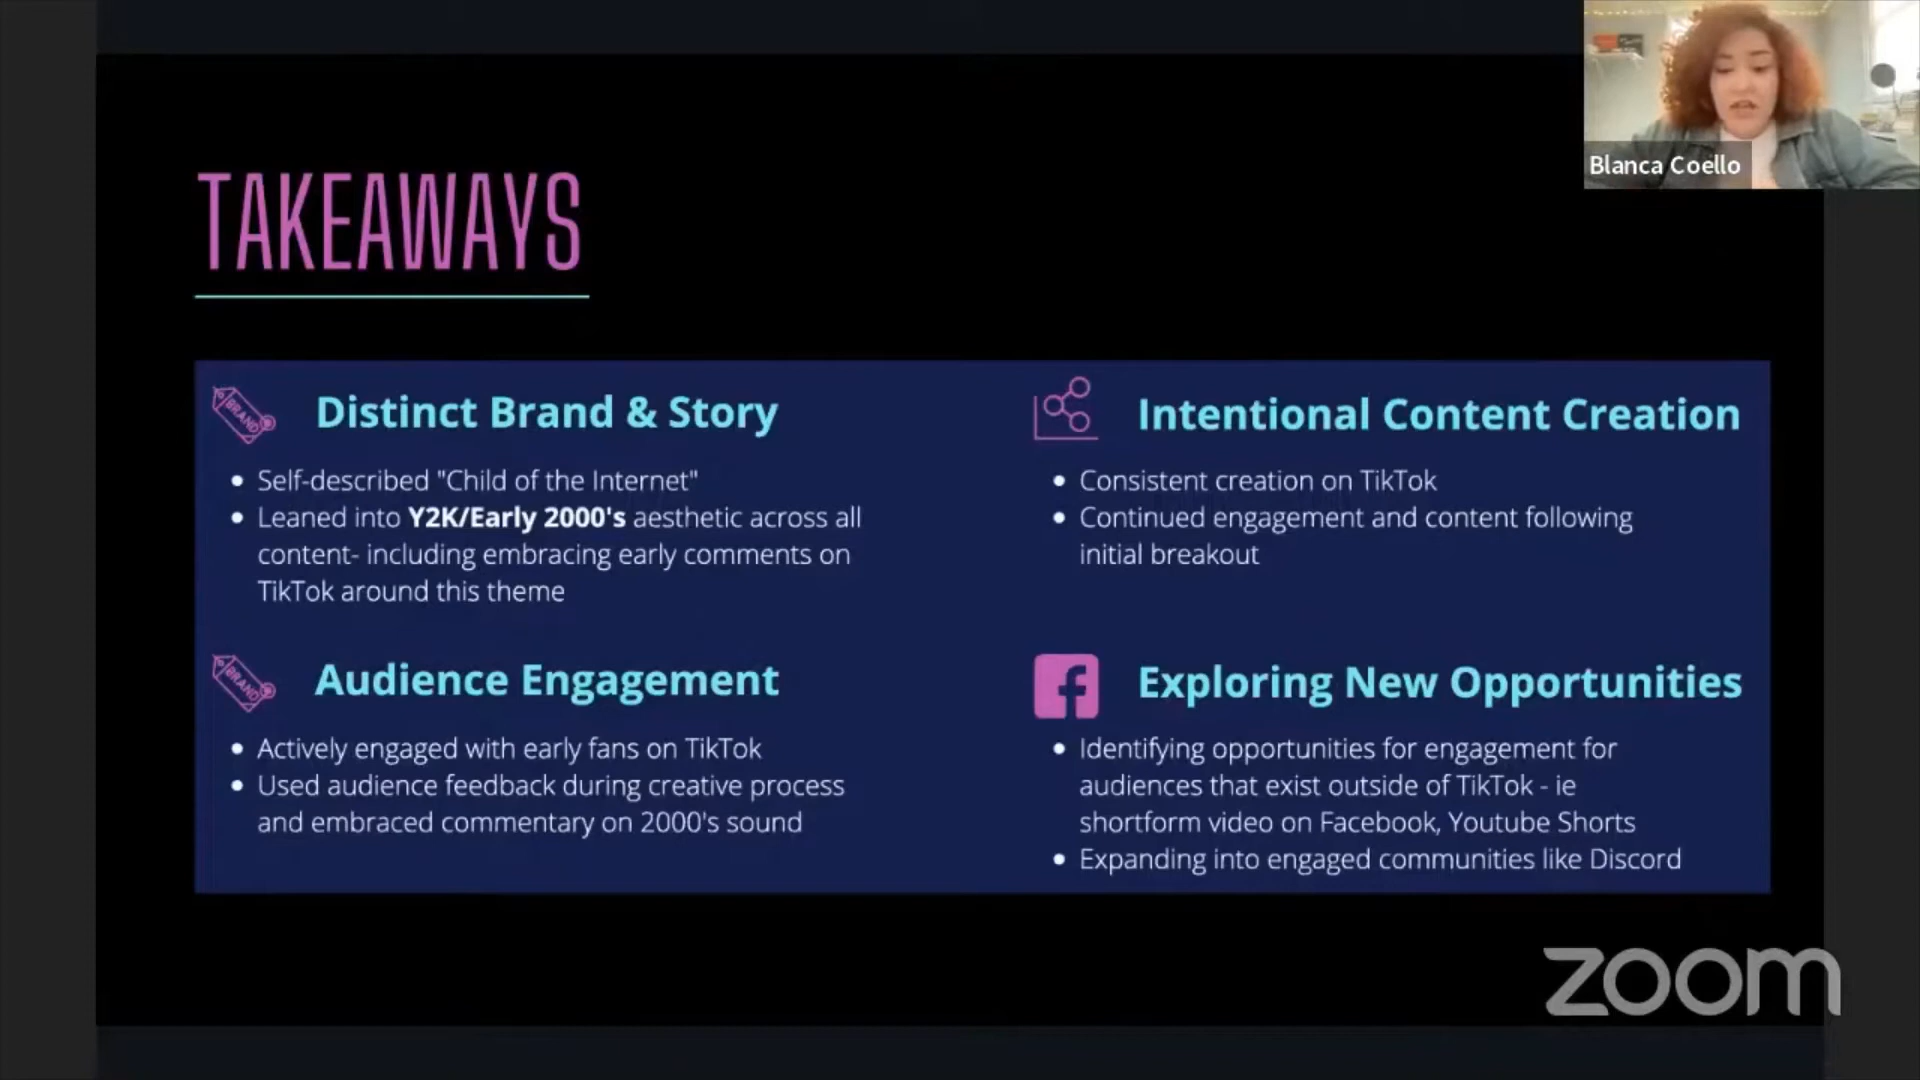 Blanca Coello
TAKEAWAYS
BRAND
Distinct Brand & Story
• Self-described "Child of the Internet"
• Leaned into Y2K/Early 2000's aesthetic across all
content- including embracing early comments on
TikTok around this theme
Intentional Content Creation
• Consistent creation on TikTok
• Continued engagement and content following
initial breakout
BRAND
Audience Engagement
• Actively engaged with early fans on TikTok
• Used audience feedback during creative process
and embraced commentary on 2000's sound
Exploring New Opportunities
• Identifying opportunities for engagement for
audiences that exist outside of TikTok - ie
shortform video on Facebook, Youtube Shorts
• Expanding into engaged communities like Discord
zoom